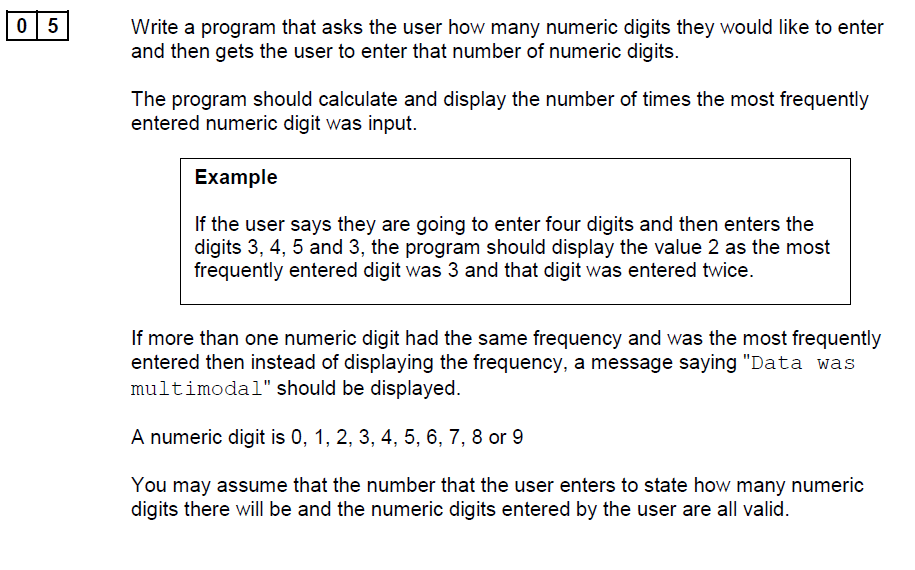 0 5
Write a program that asks the user how many numeric digits they would like to enter
and then gets the user to enter that number of numeric digits.
The program should calculate and display the number of times the most frequently
entered numeric digit was input.
Example
If the user says they are going to enter four digits and then enters the
digits 3, 4, 5 and 3, the program should display the value 2 as the most
frequently entered digit was 3 and that digit was entered twice.
If more than one numeric digit had the same frequency and was the most frequently
entered then instead of displaying the frequency, a message saying "Data was
multimodal" should be displayed.
A numeric digit is 0, 1, 2, 3, 4, 5, 6, 7, 8 or 9
You may assume that the number that the user enters to state how many numeric
digits there will be and the numeric digits entered by the user are all valid.